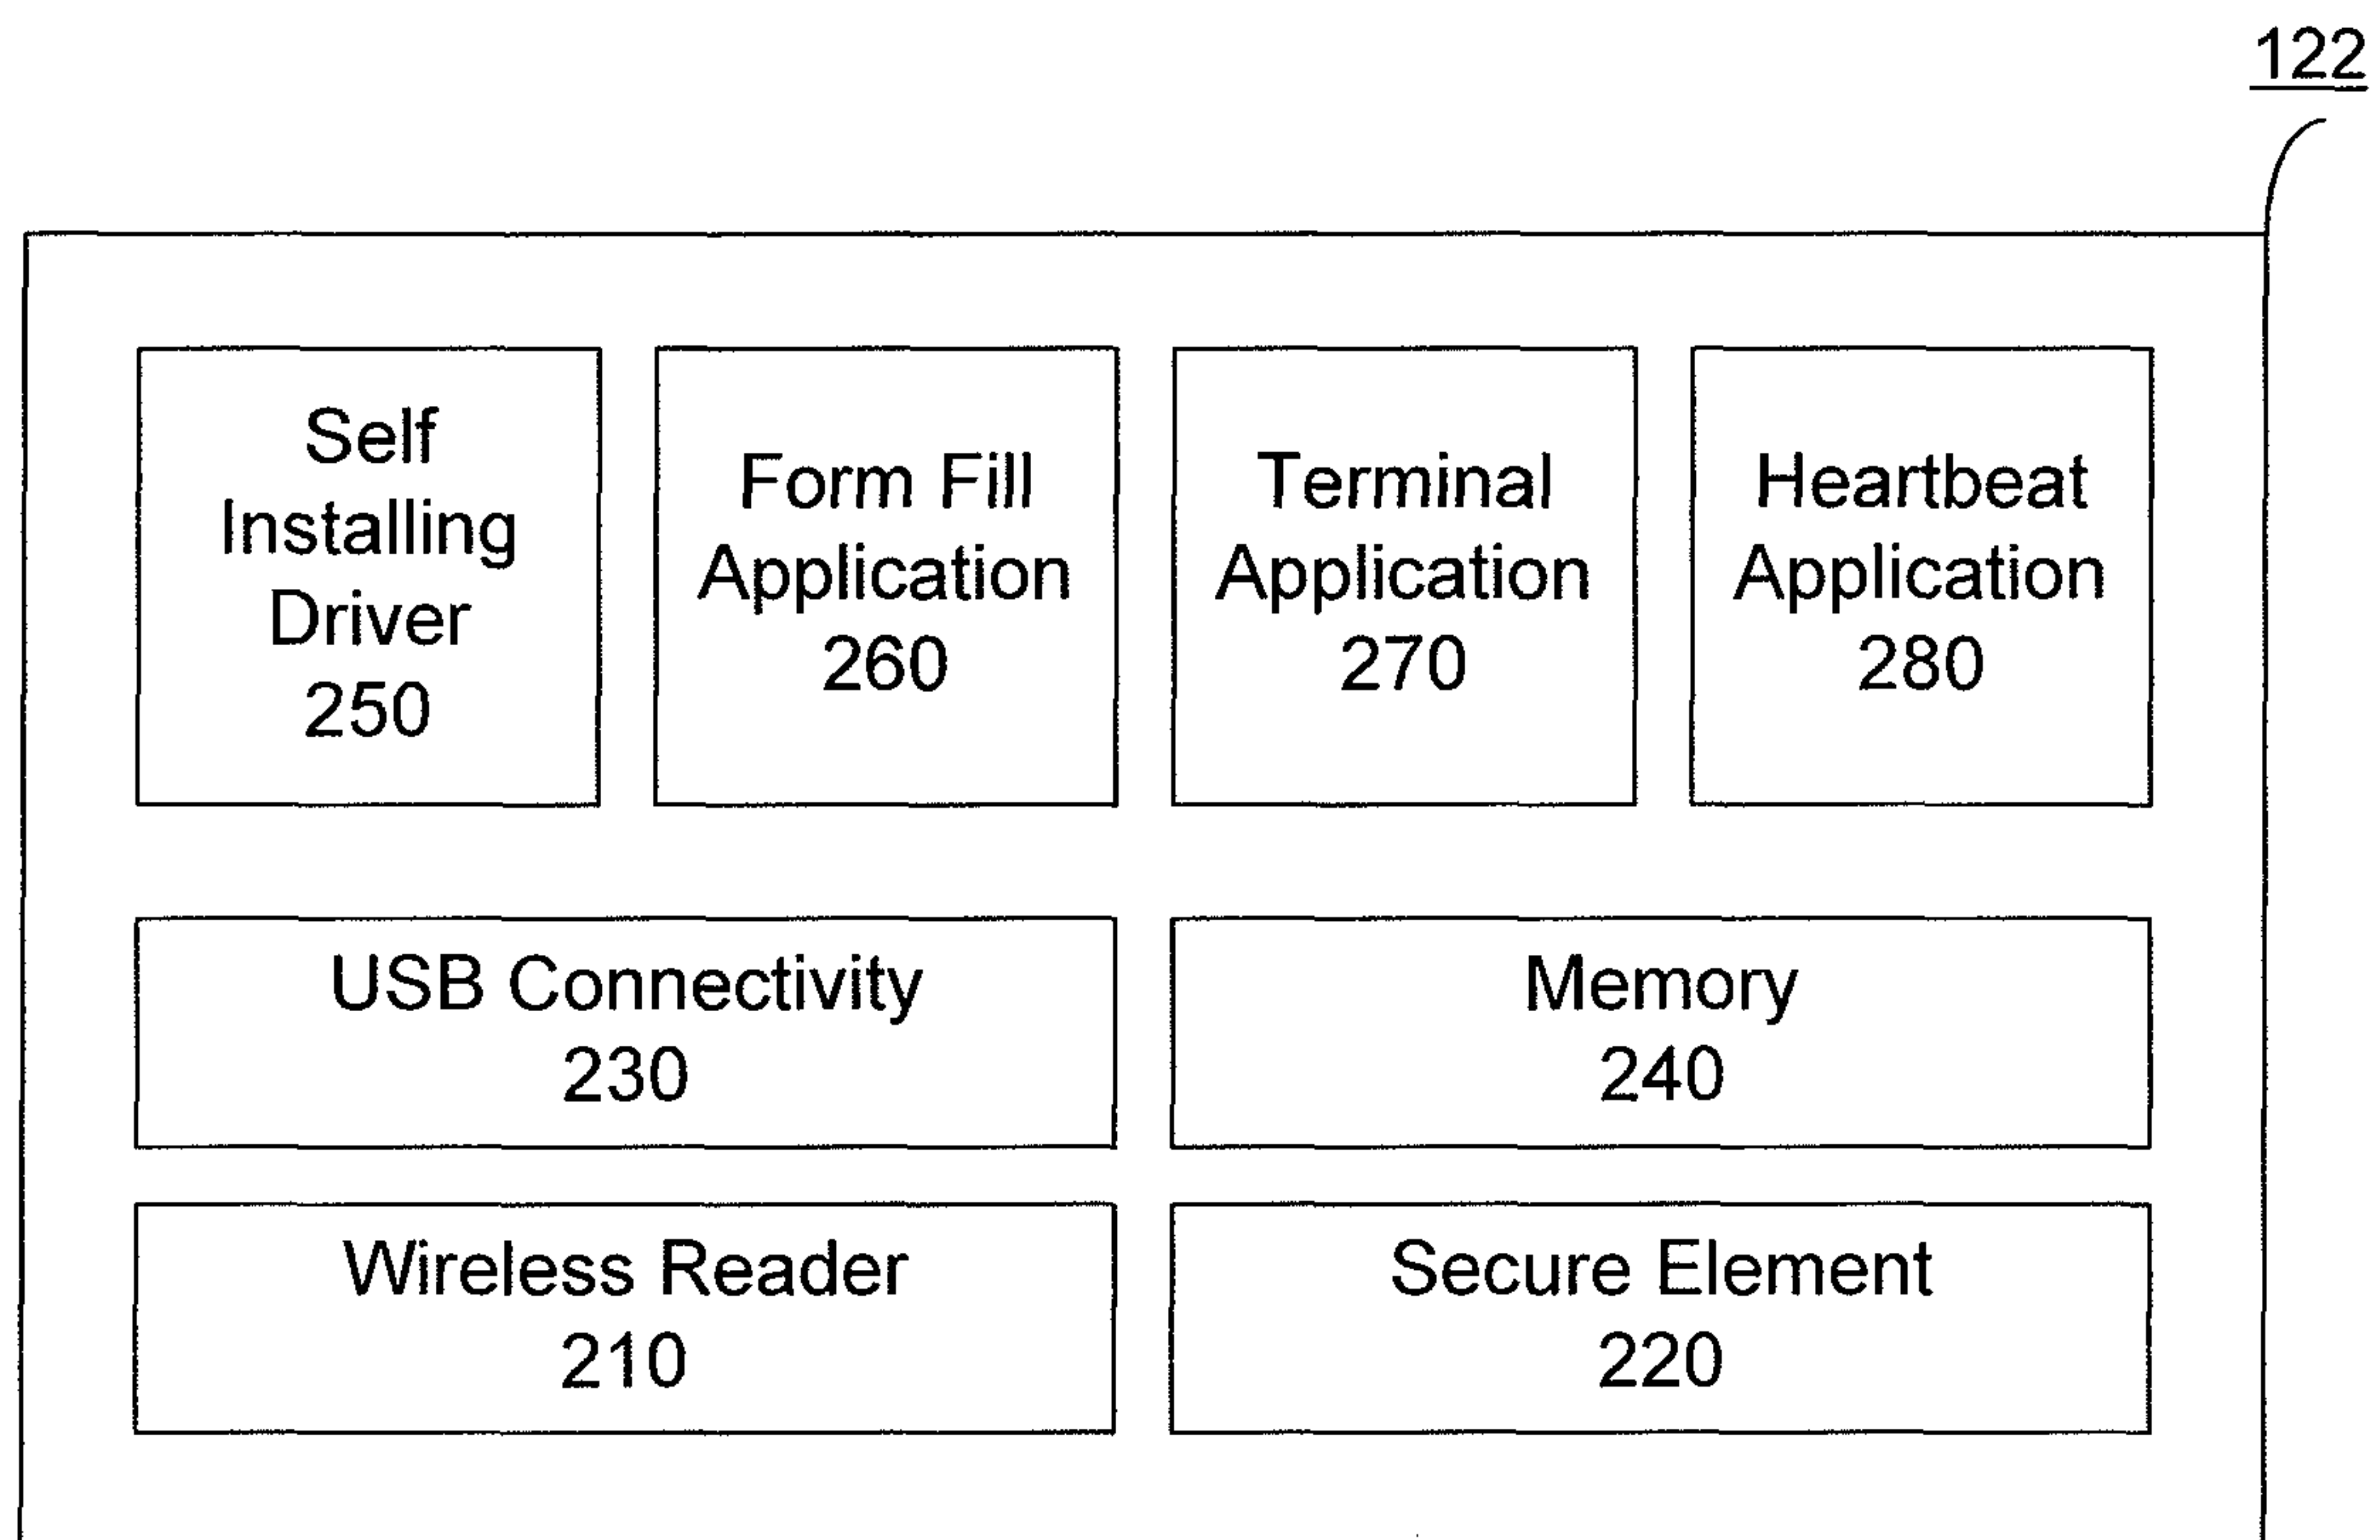 122
Self
Installing
Driver
250
Form Fill
Application
260
Terminal
Application
270
Heartbeat
Application
280
USB Connectivity
230
Memory
240
Wireless Reader
210
Secure Element
220